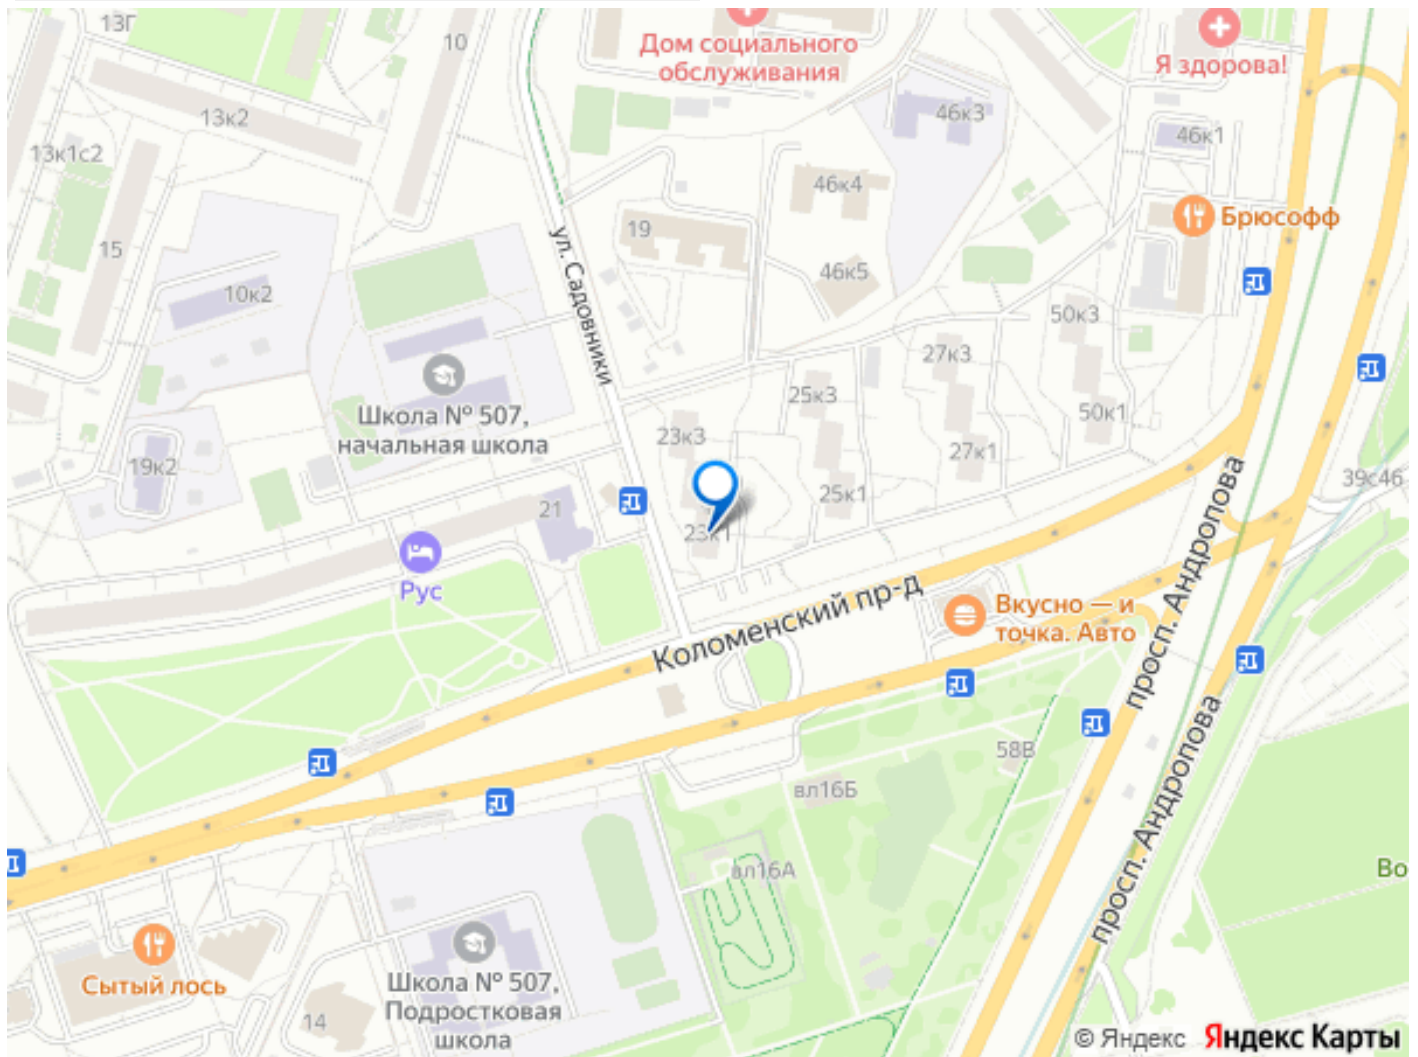 13Г
10
Дом социального
обслуживания
Я здорова!
13к2
46к3
46к1
13к1с2
46к4
Брюсофф
15
19
ул. Садовники
46к5
10к2
50к3
27к3
25к3
50к1
Школа № 507,
начальная школа
23к3
27к1
19к2
25к1
39с46
21
23к1
Рус
Коломенский пр-д
Вкусно — и
точка. Авто
просп. Андропова
просп. Андропова
58В
вл16Б
вл16А
Во
Сытый лось
Школа № 507,
Подростковая
школа
14
© Яндекс Яндекс Карты